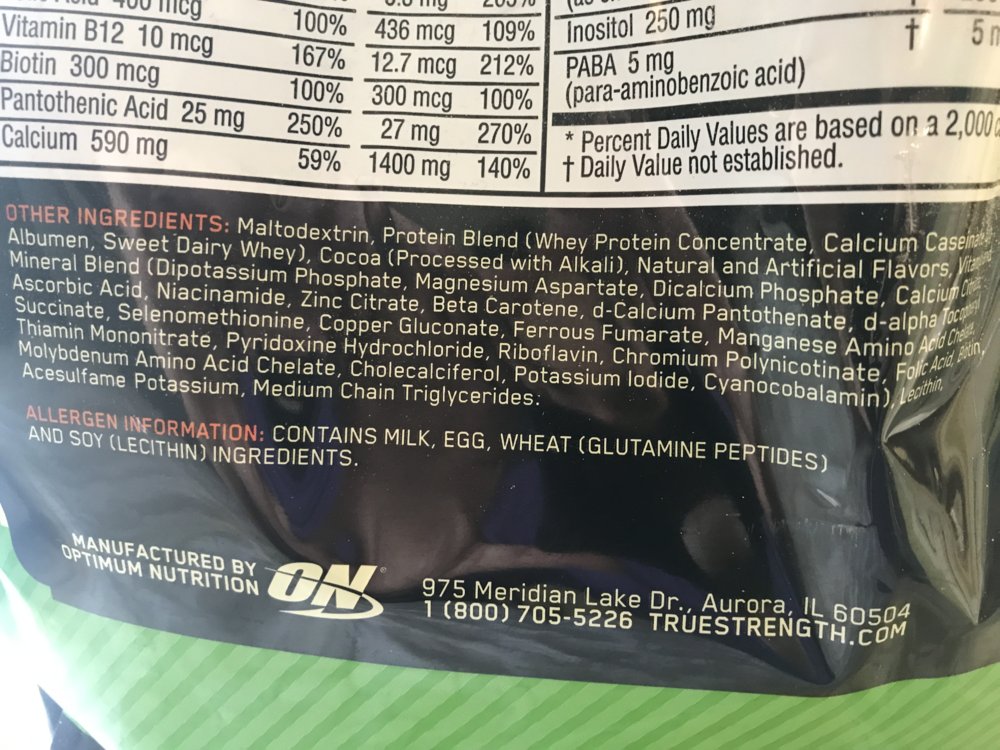 400 mcg 100% 436 mcg 109%
Vitamin B12 10 mcg 167% 12.7 mcg 212%
Biotin 300 mcg 100% 300 mcg 100%
Pantothenic Acid 25 mg 250% 27 mg 270%
Calcium 590 mg 59% 1400 mg 140%
Inositol 250 mg †
PABA 5 mg † 5
(para-aminobenzoic acid)
* Percent Daily Values are based on a 2,000
† Daily Value not established.
OTHER INGREDIENTS: Maltodextrin, Protein Blend (Whey Protein Concentrate, Calcium Caseinate,
Albumen, Sweet Dairy Whey), Cocoa (Processed with Alkali), Natural and Artificial Flavors,
Mineral Blend (Dipotassium Phosphate, Magnesium Aspartate, Dicalcium Phosphate, Calcium
Ascorbic Acid, Niacinamide, Zinc Citrate, Beta Carotene, d-Calcium Pantothenate, d-alpha
Succinate, Selenomethionine, Copper Gluconate, Ferrous Fumarate, Manganese Amino Acid Chelate,
Thiamin Mononitrate, Pyridoxine Hydrochloride, Riboflavin, Chromium Polynicotinate, Folic Acid, Biotin,
Molybdenum Amino Acid Chelate, Cholecalciferol, Potassium Iodide, Cyanocobalamin), Lecithin,
Acesulfame Potassium, Medium Chain Triglycerides.
ALLERGEN INFORMATION: CONTAINS MILK, EGG, WHEAT (GLUTAMINE PEPTIDES)
AND SOY (LECITHIN) INGREDIENTS.
MANUFACTURED BY
OPTIMUM NUTRITION
ON®
975 Meridian Lake Dr., Aurora, IL 60504
1 (800) 705-5226 TRUESTRENGTH.COM